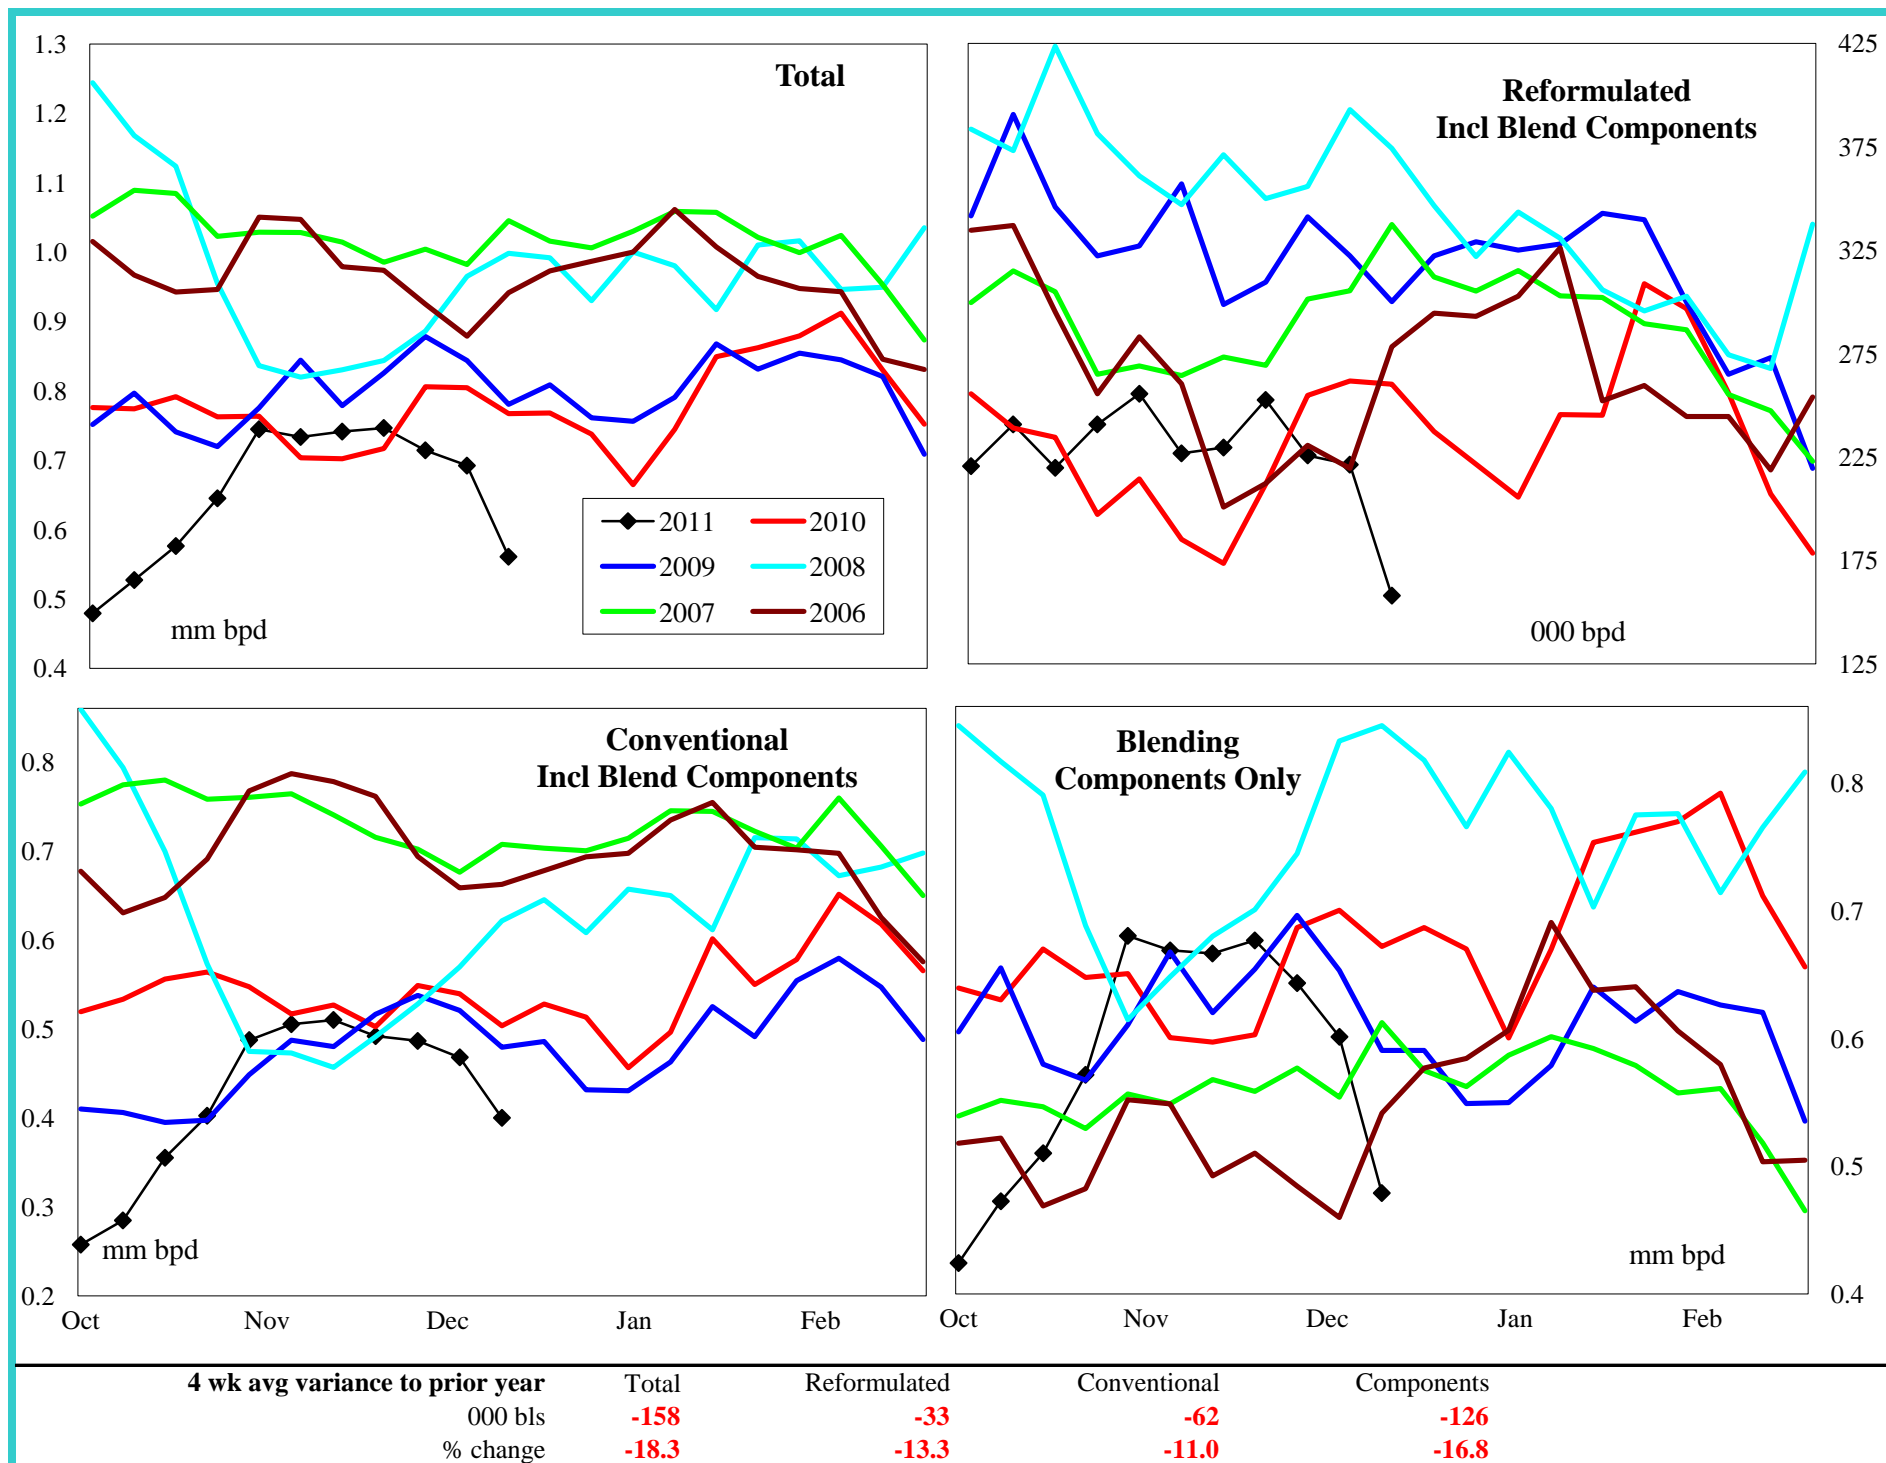 Total
1.3
1.2
1.1
1.0
0.9
0.8
0.7
0.6
0.5
0.4
mm bpd
2011 2010
2009 2008
2007 2006
Reformulated
Incl Blend Components
425
375
325
275
225
175
125
000 bpd
Conventional
Incl Blend Components
0.8
0.7
0.6
0.5
0.4
0.3
0.2
mm bpd
Oct Nov Dec Jan Feb
Blending
Components Only
0.8
0.7
0.6
0.5
0.4
mm bpd
Oct Nov Dec Jan Feb
4 wk avg variance to prior year Total Reformulated Conventional Components
000 bls -158 -33 -62 -126
% change -18.3 -13.3 -11.0 -16.8